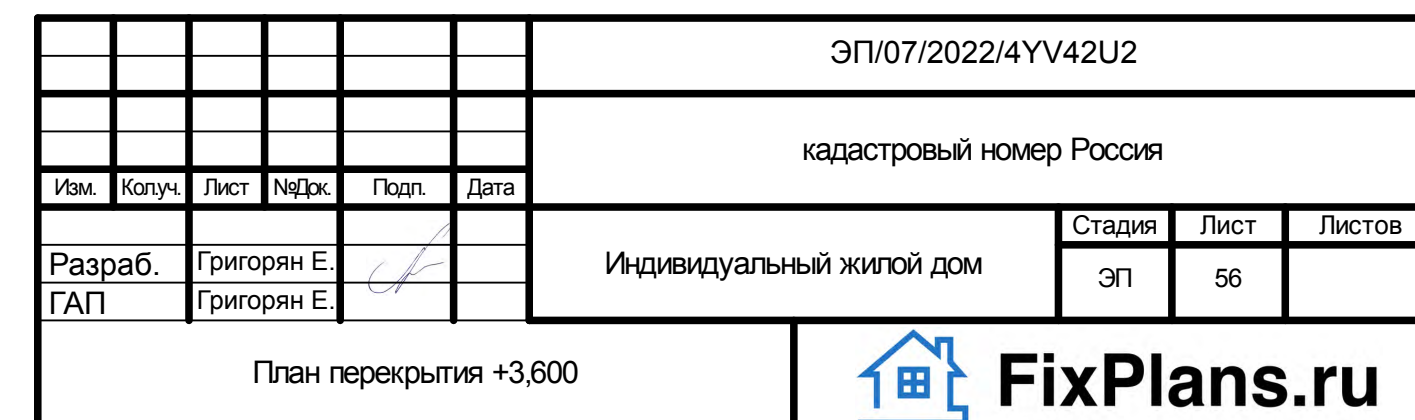 ЭП/07/2022/4YV42U2
кадастровый номер Россия
Изм. Кол.уч. Лист №Док. Подп. Дата
Индивидуальный жилой дом
Стадия Лист Листов
ЭП 56
Разраб. Григорян Е.
ГАП Григорян Е.
План перекрытия +3,600
FixPlans.ru